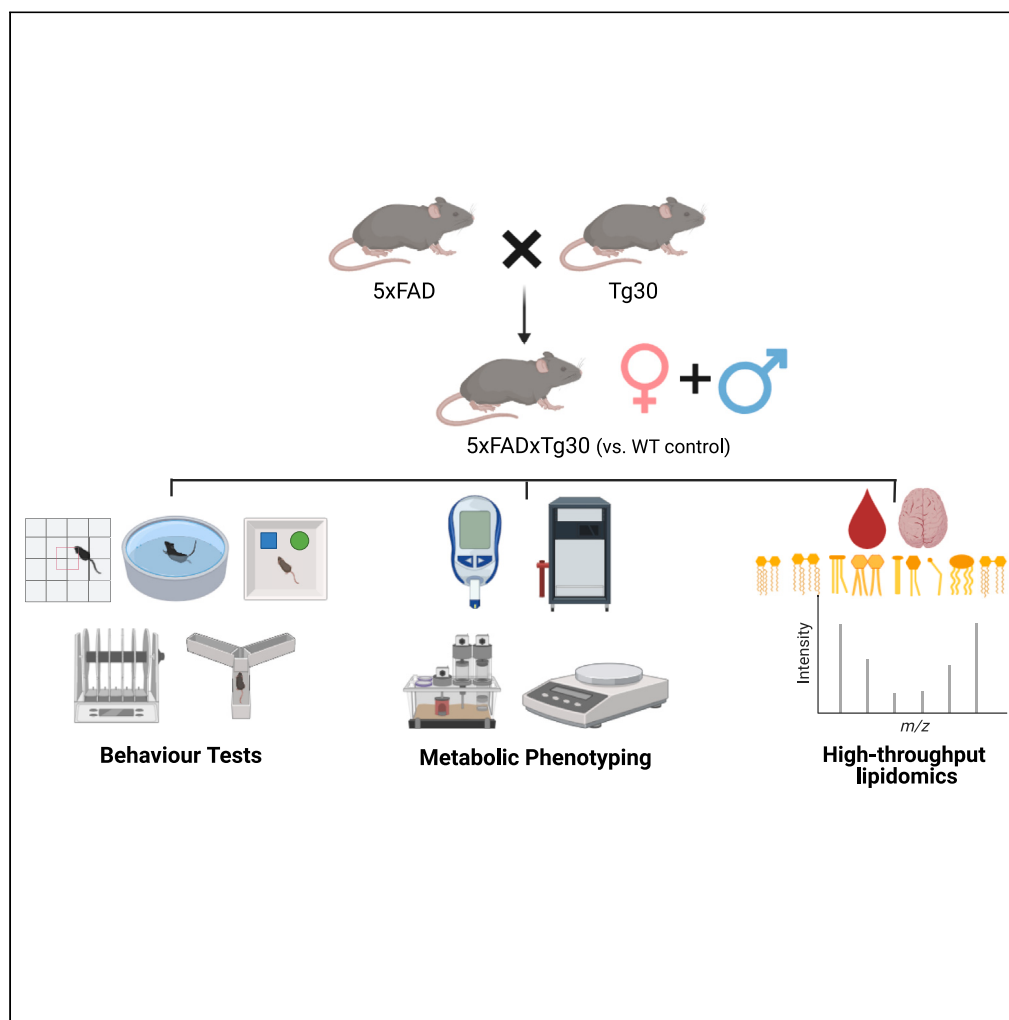 5xFAD
Tg30
5xFADxTg30 (vs. WT control)
Intensity
m/z
Behaviour Tests
Metabolic Phenotyping
High-throughput
lipidomics